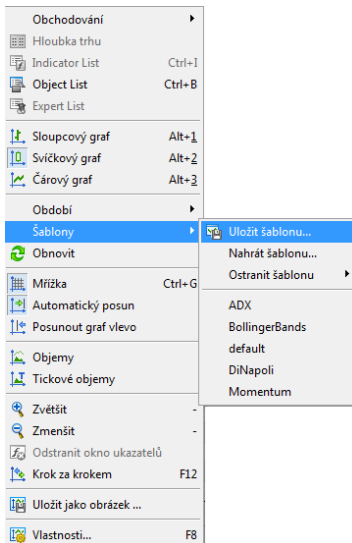 Obchodování
Hloubka trhu
Indicator List Ctrl+I
Object List Ctrl+B
Expert List
Sloupcový graf Alt+1
Svíčkový graf Alt+2
Čárový graf Alt+3
Období
Šablony
Obnovit
Mřížka Ctrl+G
Automatický posun
Posunout graf vlevo
Objemy
Tickové objemy
Zvětšit -
Zmenšit -
Odstranit okno ukazatelů
Krok za krokem F12
Uložit jako obrázek ...
Vlastnosti... F8
Uložit šablonu...
Nahrát šablonu...
Ostranit šablonu
ADX
BollingerBands
default
DiNapoli
Momentum